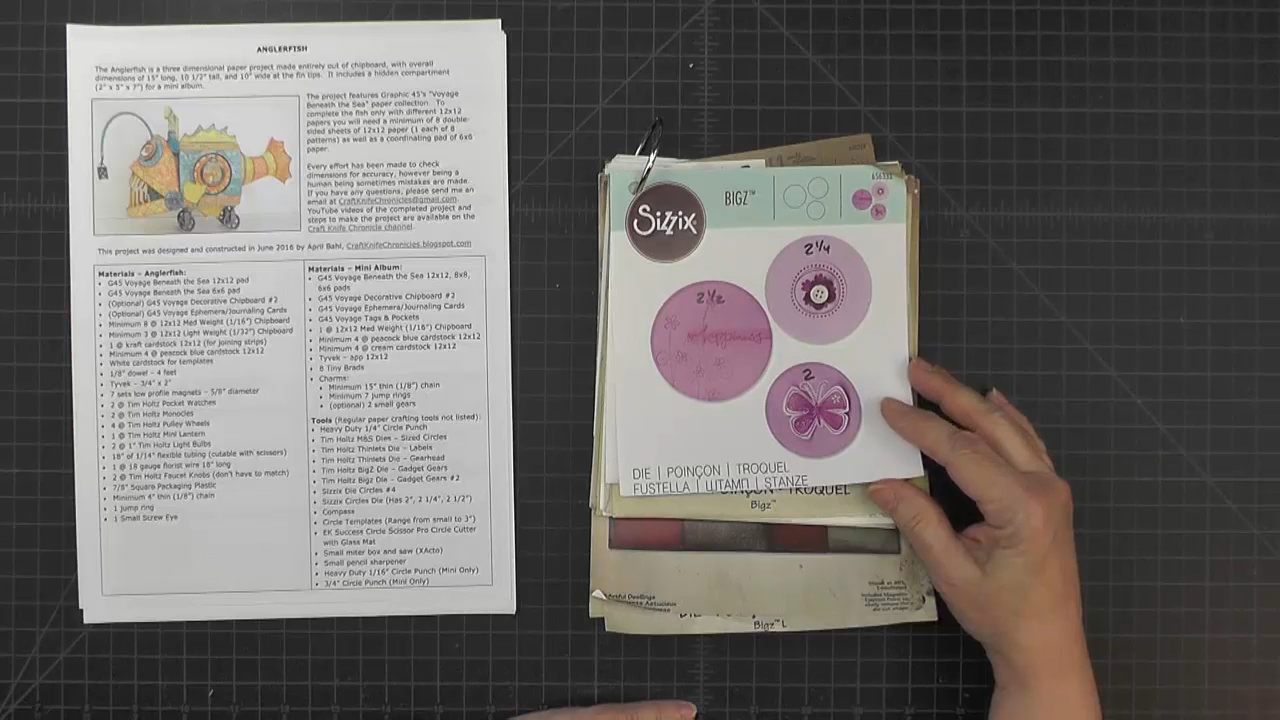 ANGLERFISH
The Anglerfish is a three dimensional paper project made entirely out of chipboard, with overall
dimensions of 15" long, 10 1/2" tall, and 10" wide at the fin tips. It includes a hidden compartment
(2" x 5" x 7") for a mini album.
The project features Graphic 45's "Voyage
Beneath the Sea" paper collection. To
complete the fish only with different 12x12
papers you will need a minimum of 8 double-
sided sheets of 12x12 paper (1 each of 8
patterns) as well as a coordinating pad of 6x6
paper.
Every effort has been made to check
dimensions for accuracy, however being a
human being sometimes mistakes are made.
If you have any questions, please send me an
email at CraftKnifeChronicles@gmail.com.
YouTube videos of the completed project and
steps to make the project are available on the
Craft Knife Chronicle channel.
This project was designed and constructed in June 2016 by April Bahl, CraftKnifeChronicles.blogspot.com
Materials – Anglerfish:
• G45 Voyage Beneath the Sea 12x12 pad
• G45 Voyage Beneath the Sea 6x6 pad
• (Optional) G45 Voyage Decorative Chipboard #2
• (Optional) G45 Voyage Ephemera/Journaling Cards
• Minimum 8 @ 12x12 Med Weight (1/16") Chipboard
• Minimum 3 @ 12x12 Light Weight (1/32") Chipboard
• 1 @ kraft cardstock 12x12 (for joining strips)
• Minimum 4 @ peacock blue cardstock 12x12
• White cardstock for templates
• 1/8" dowel – 4 feet
• Tyvek – 3/4" x 2"
• 7 sets low profile magnets – 5/8" diameter
• 2 @ Tim Holtz Pocket Watches
• 2 @ Tim Holtz Monocles
• 4 @ Tim Holtz Pulley Wheels
• 1 @ Tim Holtz Mini Lantern
• 2 @ 1" Tim Holtz Light Bulbs
• 18" of 1/14" flexible tubing (cutable with scissors)
• 1 @ 18 gauge florist wire 18" long
• 2 @ Tim Holtz Faucet Knobs (don't have to match)
• 7/8" Square Packaging Plastic
• Minimum 4" thin (1/8") chain
• 1 jump ring
• 1 Small Screw Eye
Materials – Mini Album:
• G45 Voyage Beneath the Sea 12x12, 8x8,
6x6 pads
• G45 Voyage Decorative Chipboard #2
• G45 Voyage Ephemera/Journaling Cards
• G45 Voyage Tags & Pockets
• 1 @ 12x12 Med Weight (1/16") Chipboard
• Minimum 4 @ peacock blue cardstock 12x12
• Minimum 4 @ cream cardstock 12x12
• Tyvek – app 12x12
• 8 Tiny Brads
• Charms:
• Minimum 15" thin (1/8") chain
• Minimum 7 jump rings
• (optional) 2 small gears
Tools (Regular paper crafting tools not listed):
• Heavy Duty 1/4" Circle Punch
• Tim Holtz M&S Dies – Sized Circles
• Tim Holtz Thinlets Die – Labels
• Tim Holtz Thinlets Die – Gearhead
• Tim Holtz BigZ Die – Gadget Gears
• Tim Holtz BigZ Die – Gadget Gears #2
• Sizzix Die Circles #4
• Sizzix Circles Die (Has 2", 2 1/4", 2 1/2")
• Compass
• Circle Templates (Range from small to 3")
• EK Success Circle Scissor Pro Circle Cutter
with Glass Mat
• Small miter box and saw (XActo)
• Small pencil sharpener
• Heavy Duty 1/16" Circle Punch (Mini Only)
• 3/4" Circle Punch (Mini Only)
Sizzix
BIGZ™
656332
2 1/4
2 1/2
happiness
2
DIE | POINÇON | TROQUEL
FUSTELLA | ШТАМП | STANZE
POINÇON • TROQUEL
Bigz™
Artful Dwellings
Bigz™ L